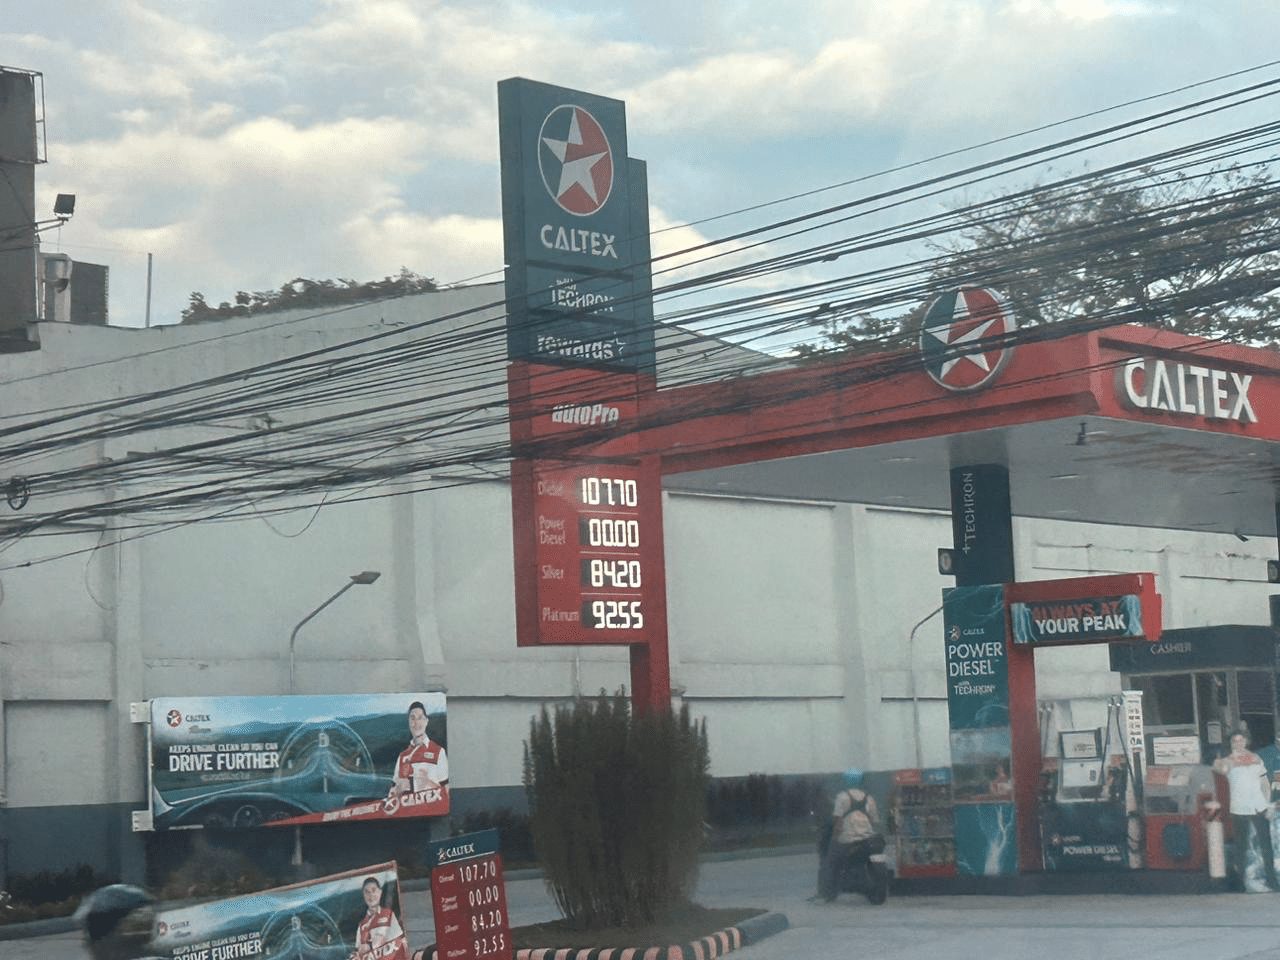 CALTEX
TECHRON
rewards
autoPro
Diesel 107.70
Power Diesel 00.00
Silver 84.20
Platinum 92.55
CALTEX
+TECHRON
ALWAYS AT
YOUR PEAK
CALTEX
POWER
DIESEL
TECHRON
CASHIER
POWER DIESEL
CALTEX
KEEPS ENGINE CLEAN SO YOU CAN
DRIVE FURTHER
CALTEX
CALTEX
Diesel 107.70
Power Diesel 00.00
Silver 84.20
Platinum 92.55
KEEPS ENGINE CLEAN SO YOU CAN
DRIVE FURTHER
CALTEX